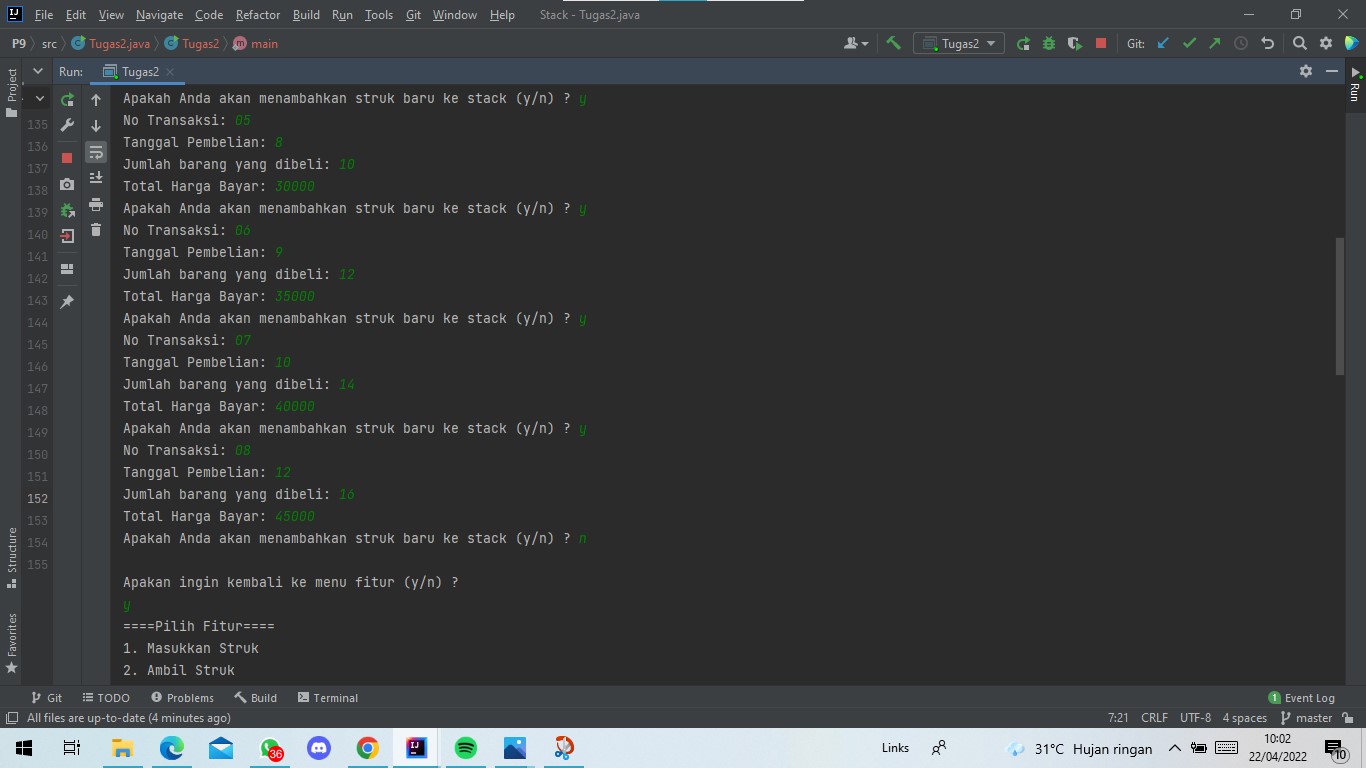 File Edit View Navigate Code Refactor Build Run Tools Git Window Help Stack - Tugas2.java
P9 src Tugas2.java Tugas2 main Tugas2 Git:
Project
Run: Tugas2
Run
Apakah Anda akan menambahkan struk baru ke stack (y/n) ? y
135 No Transaksi: 05
136 Tanggal Pembelian: 8
137 Jumlah barang yang dibeli: 10
138 Total Harga Bayar: 30000
139 Apakah Anda akan menambahkan struk baru ke stack (y/n) ? y
140 No Transaksi: 06
141 Tanggal Pembelian: 9
142 Jumlah barang yang dibeli: 12
143 Total Harga Bayar: 35000
144 Apakah Anda akan menambahkan struk baru ke stack (y/n) ? y
145 No Transaksi: 07
146 Tanggal Pembelian: 10
147 Jumlah barang yang dibeli: 14
148 Total Harga Bayar: 40000
149 Apakah Anda akan menambahkan struk baru ke stack (y/n) ? y
150 No Transaksi: 08
151 Tanggal Pembelian: 12
152 Jumlah barang yang dibeli: 16
153 Total Harga Bayar: 45000
154 Apakah Anda akan menambahkan struk baru ke stack (y/n) ? n
155
Structure
Apakan ingin kembali ke menu fitur (y/n) ?
y
====Pilih Fitur====
1. Masukkan Struk
2. Ambil Struk
Favorites
Git TODO Problems Build Terminal 1 Event Log
All files are up-to-date (4 minutes ago) 7:21 CRLF UTF-8 4 spaces master
36 Links 31°C Hujan ringan 10:02
22/04/2022 10